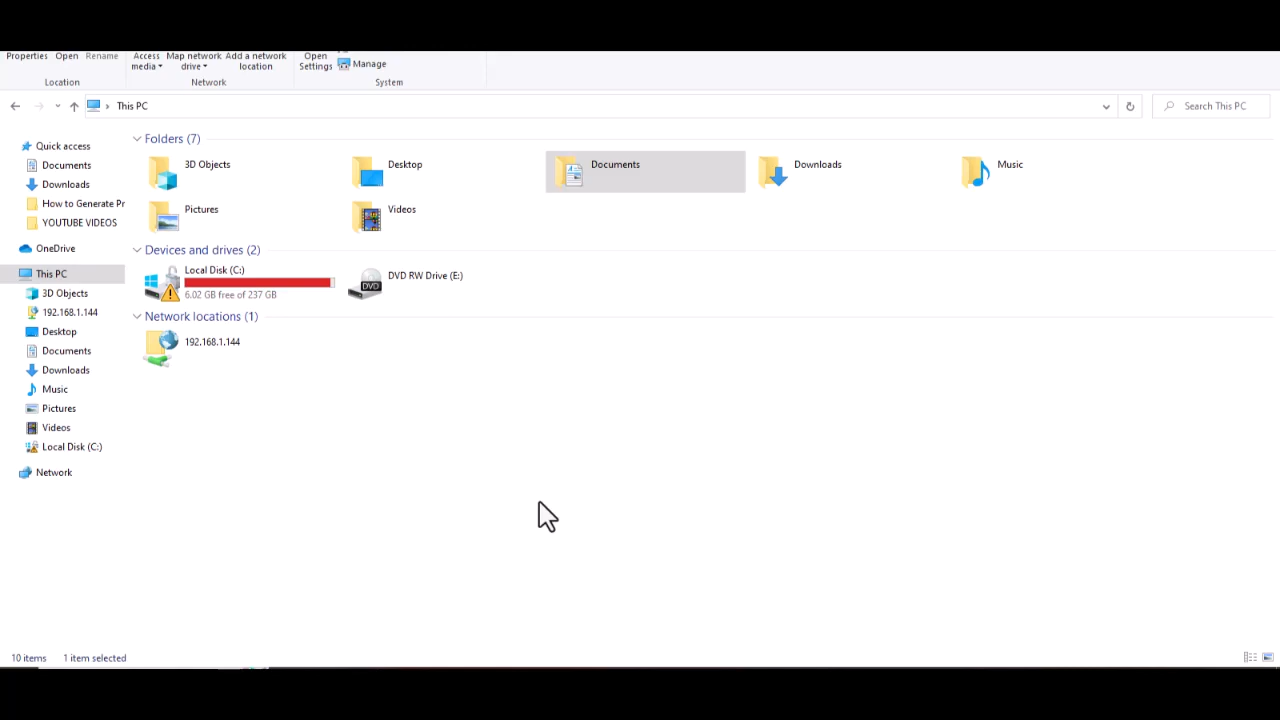 Properties Open Rename Access media Map network drive Add a network location Open Settings Manage
Location Network System
This PC Search This PC
Quick access
Documents
Downloads
How to Generate Pr
YOUTUBE VIDEOS
OneDrive
This PC
3D Objects
192.168.1.144
Desktop
Documents
Downloads
Music
Pictures
Videos
Local Disk (C:)
Network
Folders (7)
3D Objects Desktop Documents Downloads Music
Pictures Videos
Devices and drives (2)
Local Disk (C:)
6.02 GB free of 237 GB
DVD RW Drive (E:)
DVD
Network locations (1)
192.168.1.144
10 items 1 item selected